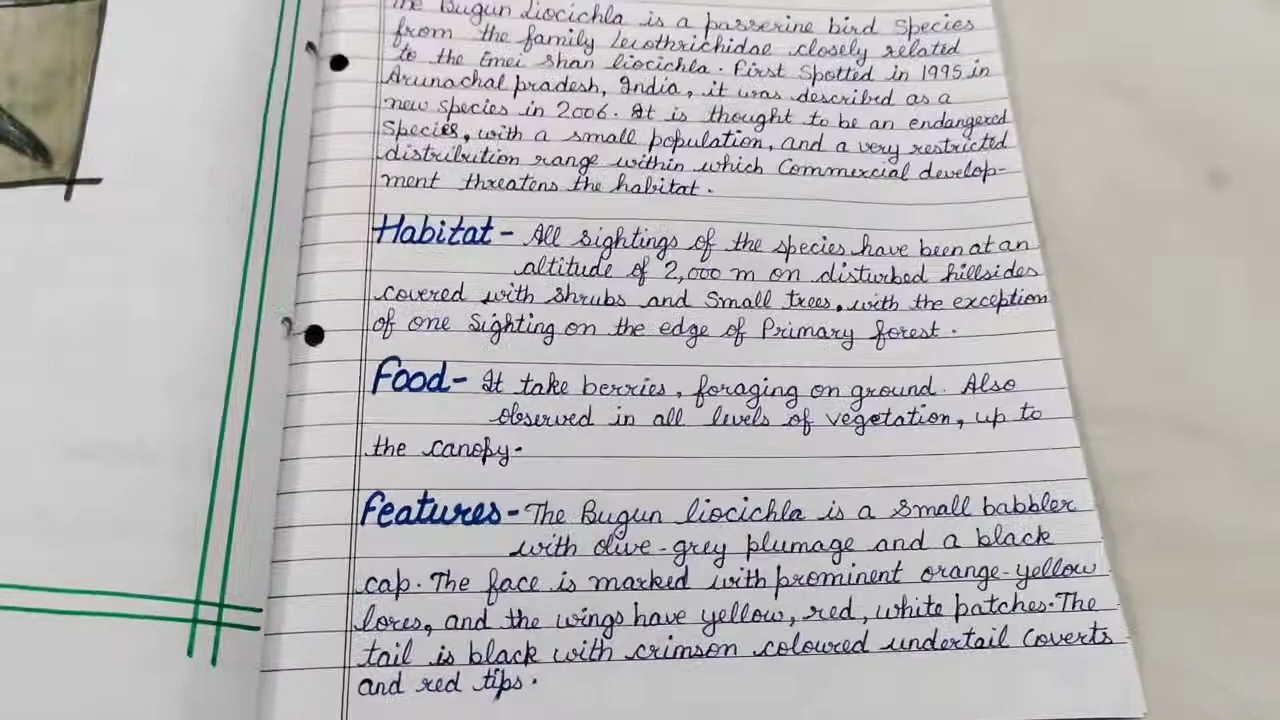 The Bugun Liocichla is a passerine bird species
from the family Leiothrichidae closely related
to the Emei Shan liocichla. First Spotted in 1995 in
Arunachal pradesh, India, it was described as a
new species in 2006. It is thought to be an endangered
Species, with a small population, and a very restricted
distribution range within which Commercial develop-
ment threatens the habitat.
Habitat - All sightings of the species have been at an
altitude of 2,000 m on disturbed hillsides
covered with shrubs and Small trees, with the exception
of one Sighting on the edge of Primary forest.
Food - It take berries, foraging on ground. Also
observed in all levels of vegetation, up to
the canopy.
Features - The Bugun liocichla is a small babbler
with olive-grey plumage and a black
cap. The face is marked with prominent orange-yellow
lores, and the wings have yellow, red, white patches. The
tail is black with crimson coloured undertail coverts
and red tips.